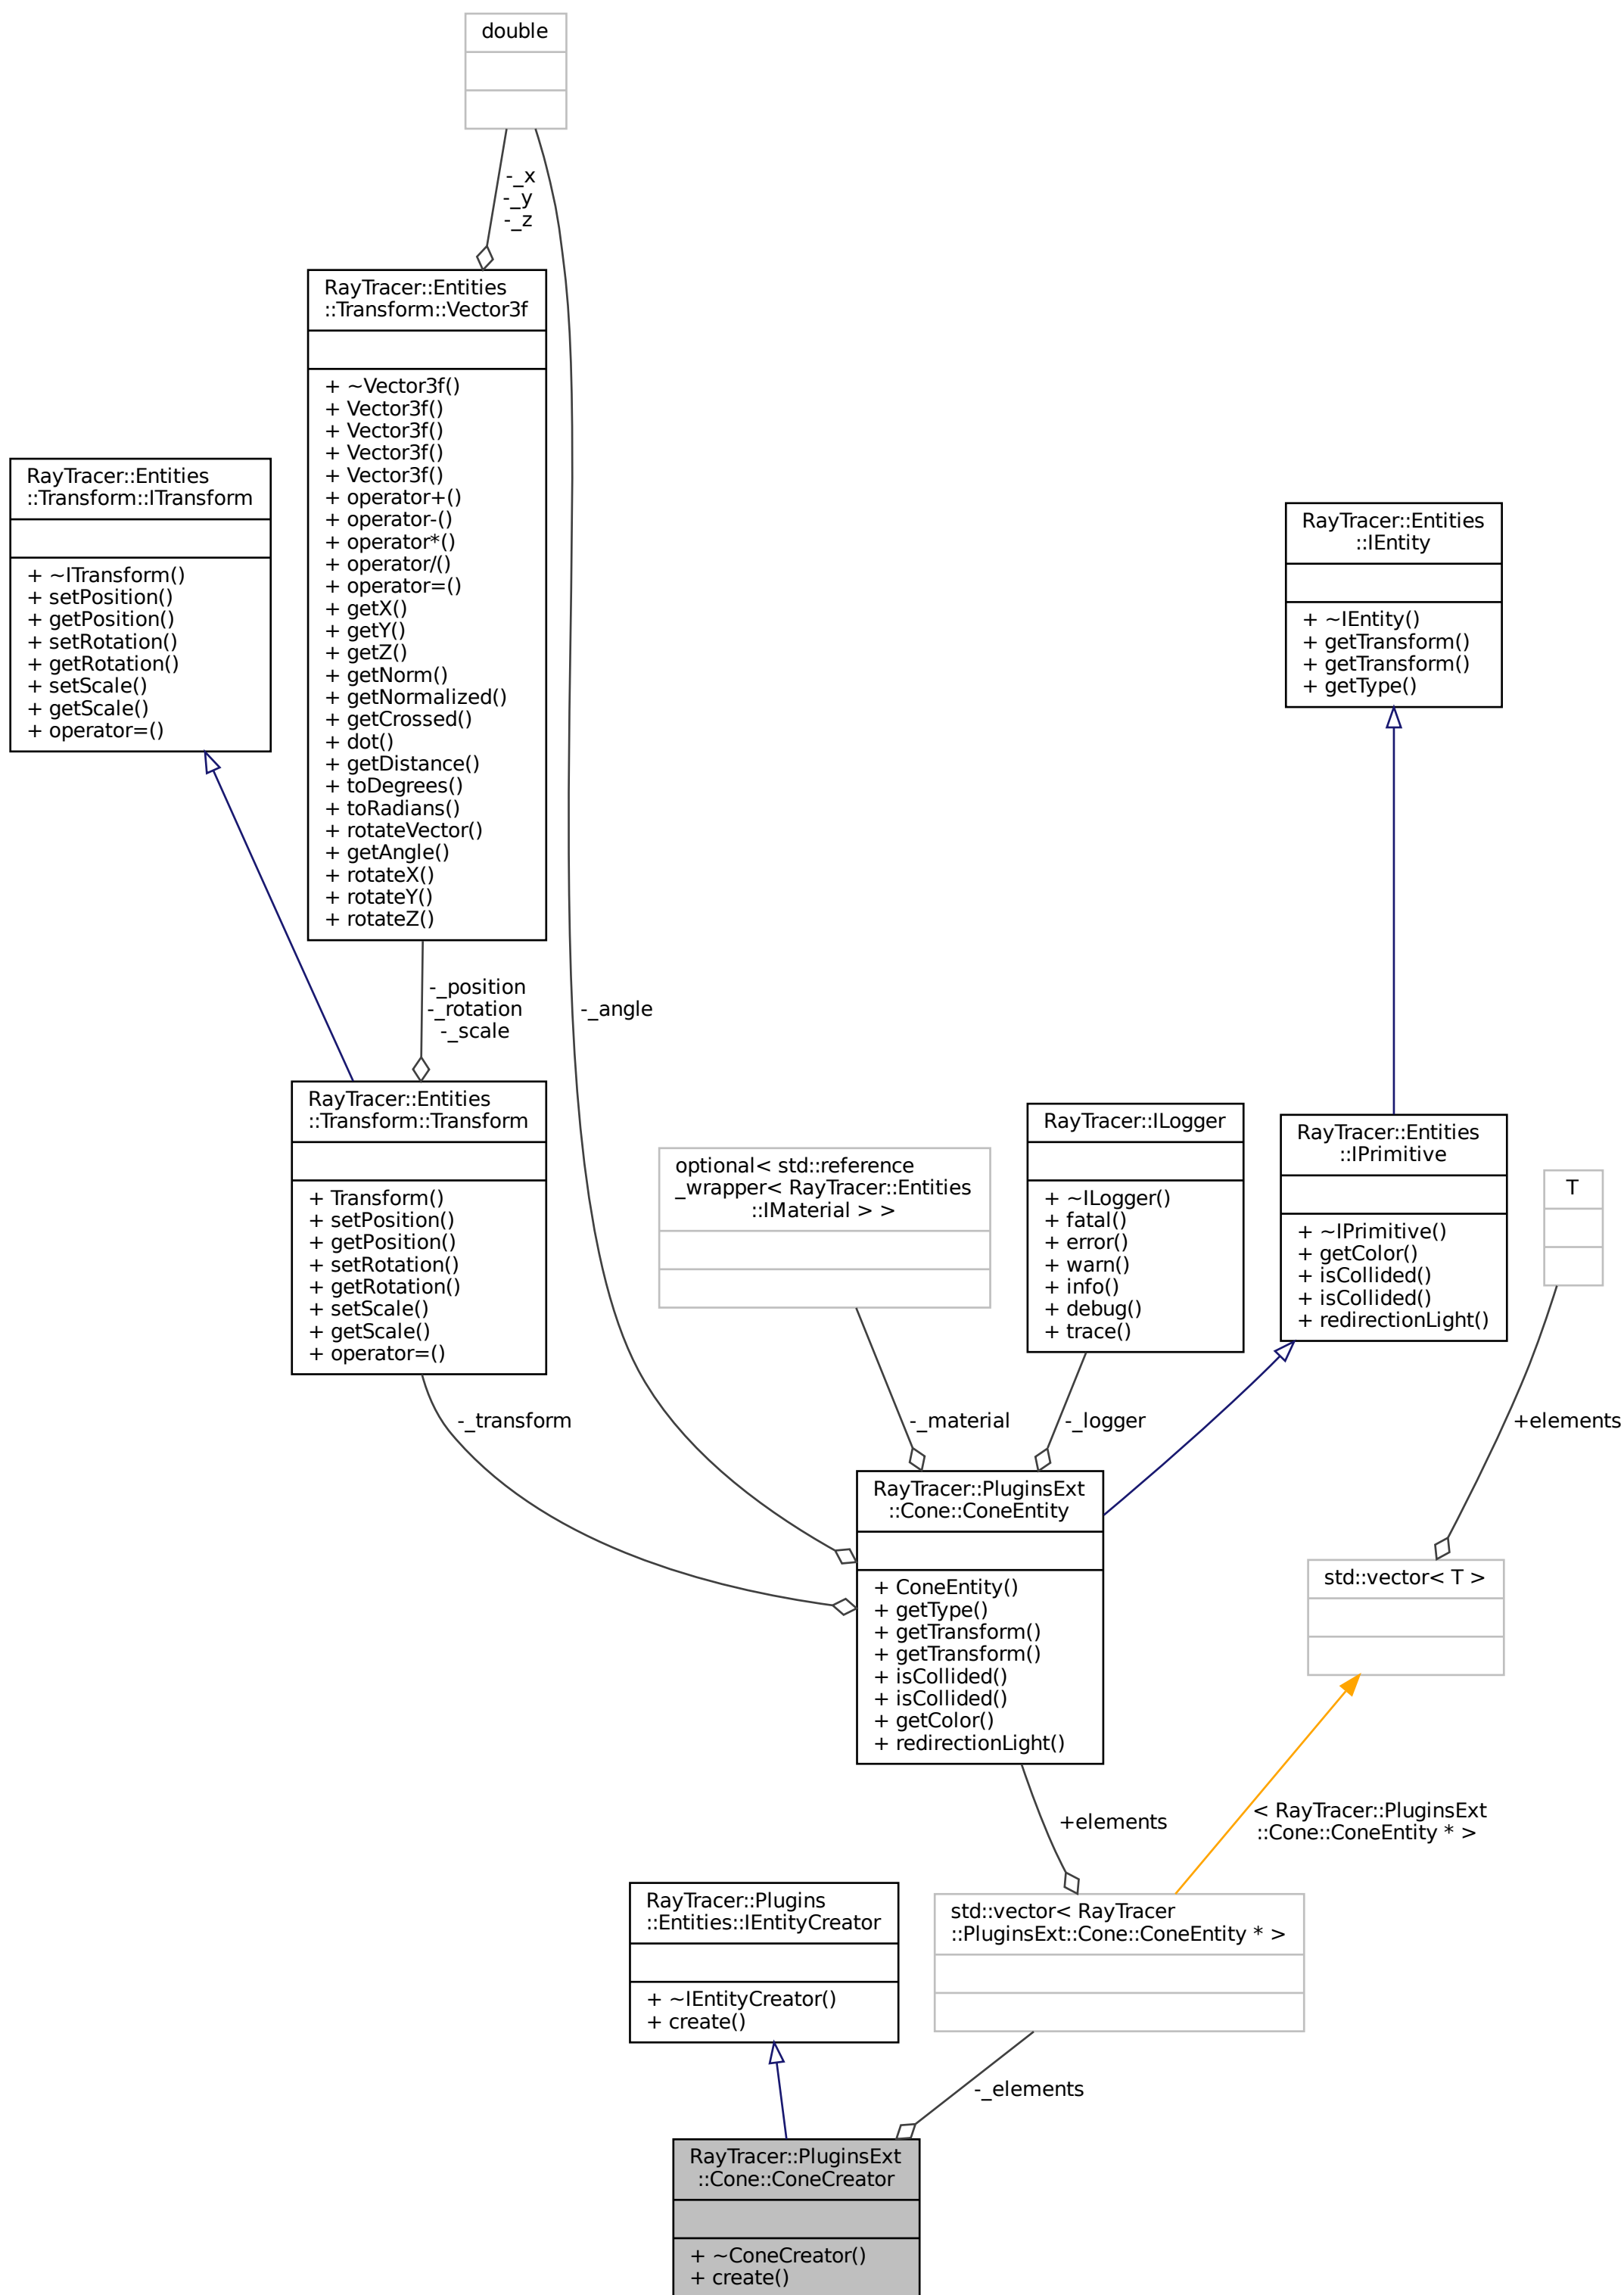 double
-_x
-_y
-_z
RayTracer::Entities
::Transform::Vector3f
+ ~Vector3f()
+ Vector3f()
+ Vector3f()
+ Vector3f()
+ Vector3f()
+ operator+()
+ operator-()
+ operator*()
+ operator/()
+ operator=()
+ getX()
+ getY()
+ getZ()
+ getNorm()
+ getNormalized()
+ getCrossed()
+ dot()
+ getDistance()
+ toDegrees()
+ toRadians()
+ rotateVector()
+ getAngle()
+ rotateX()
+ rotateY()
+ rotateZ()
RayTracer::Entities
::Transform::ITransform
+ ~ITransform()
+ setPosition()
+ getPosition()
+ setRotation()
+ getRotation()
+ setScale()
+ getScale()
+ operator=()
RayTracer::Entities
::IEntity
+ ~IEntity()
+ getTransform()
+ getTransform()
+ getType()
-_position
-_rotation
-_scale
-_angle
RayTracer::Entities
::Transform::Transform
+ Transform()
+ setPosition()
+ getPosition()
+ setRotation()
+ getRotation()
+ setScale()
+ getScale()
+ operator=()
optional< std::reference
_wrapper< RayTracer::Entities
::IMaterial > >
RayTracer::ILogger
+ ~ILogger()
+ fatal()
+ error()
+ warn()
+ info()
+ debug()
+ trace()
RayTracer::Entities
::IPrimitive
+ ~IPrimitive()
+ getColor()
+ isCollided()
+ isCollided()
+ redirectionLight()
T
-_transform
-_material
-_logger
+elements
RayTracer::PluginsExt
::Cone::ConeEntity
+ ConeEntity()
+ getType()
+ getTransform()
+ getTransform()
+ isCollided()
+ isCollided()
+ getColor()
+ redirectionLight()
std::vector< T >
+elements
< RayTracer::PluginsExt
::Cone::ConeEntity * >
RayTracer::Plugins
::Entities::IEntityCreator
+ ~IEntityCreator()
+ create()
std::vector< RayTracer
::PluginsExt::Cone::ConeEntity * >
-_elements
RayTracer::PluginsExt
::Cone::ConeCreator
+ ~ConeCreator()
+ create()